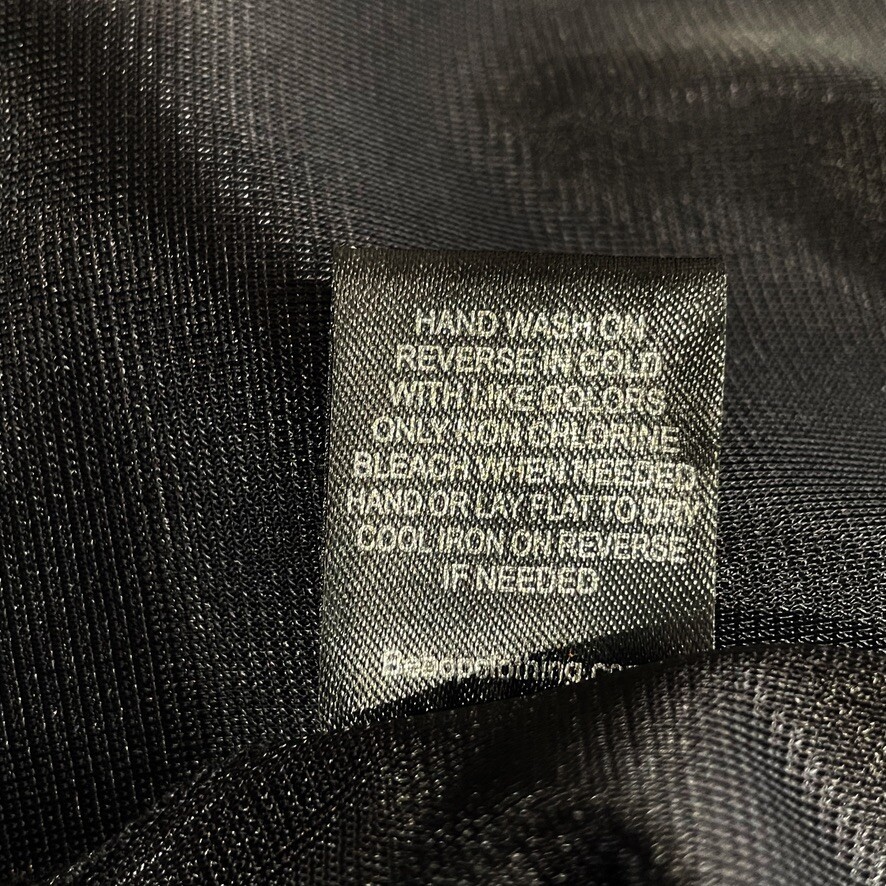 HAND WASH ON
REVERSE IN COLD
WITH LIKE COLORS
ONLY NON CHLORINE
BLEACH WHEN NEEDED
HAND OR LAY FLAT TO DRY
COOL IRON ON REVERSE
IF NEEDED